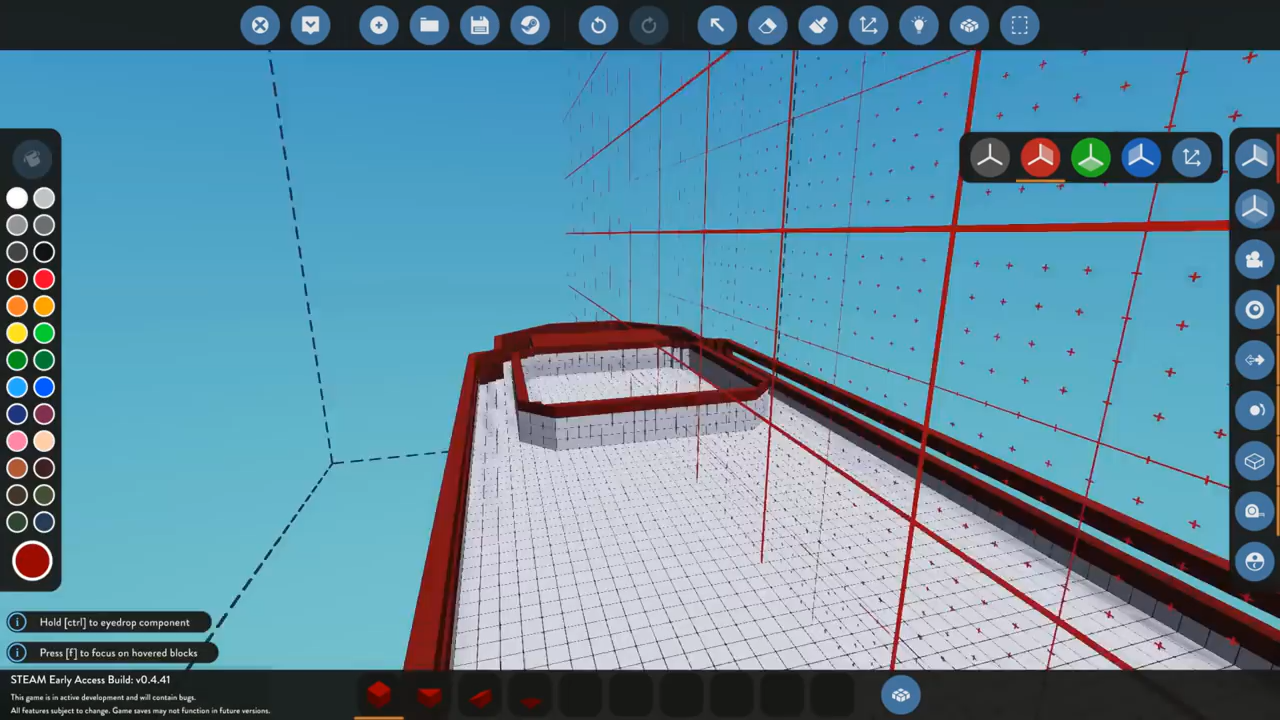 Hold [ctrl] to eyedrop component
Press [f] to focus on hovered blocks
STEAM Early Access Build: v0.4.41
This game is in active development and will contain bugs.
All features subject to change. Game saves may not function in future versions.